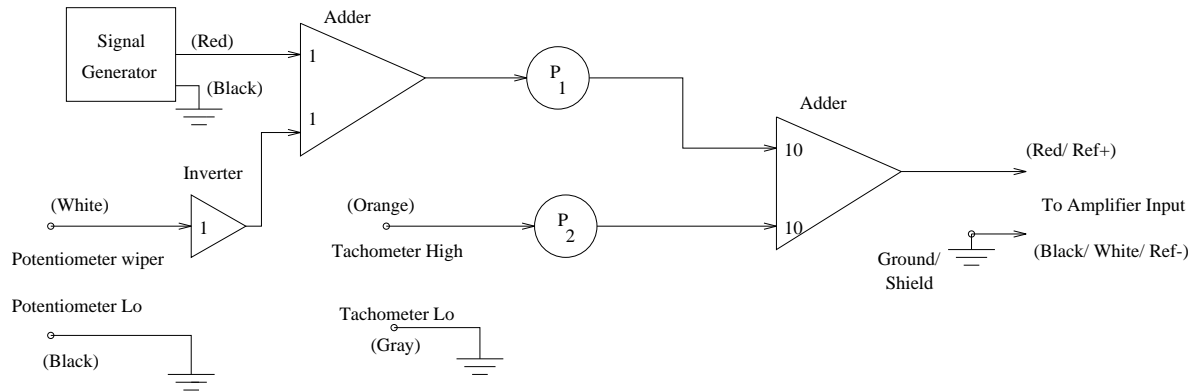 Signal
Generator
(Red)
(Black)
Adder
1
1
P
1
Adder
10
10
(Red/ Ref+)
To Amplifier Input
(Black/ White/ Ref-)
Ground/
Shield
Inverter
(White)
1
Potentiometer wiper
(Orange)
Tachometer High
P
2
Potentiometer Lo
(Black)
Tachometer Lo
(Gray)